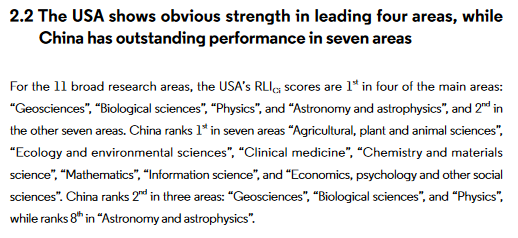 2.2 The USA shows obvious strength in leading four areas, while
China has outstanding performance in seven areas
For the 11 broad research areas, the USA's RLICi scores are 1st in four of the main areas:
“Geosciences”, “Biological sciences”, “Physics”, and “Astronomy and astrophysics”, and 2nd in
the other seven areas. China ranks 1st in seven areas “Agricultural, plant and animal sciences”,
“Ecology and environmental sciences”, “Clinical medicine”, “Chemistry and materials
science”, “Mathematics”, “Information science”, and “Economics, psychology and other social
sciences”. China ranks 2nd in three areas: “Geosciences”, “Biological sciences”, and “Physics”,
while ranks 8th in “Astronomy and astrophysics”.